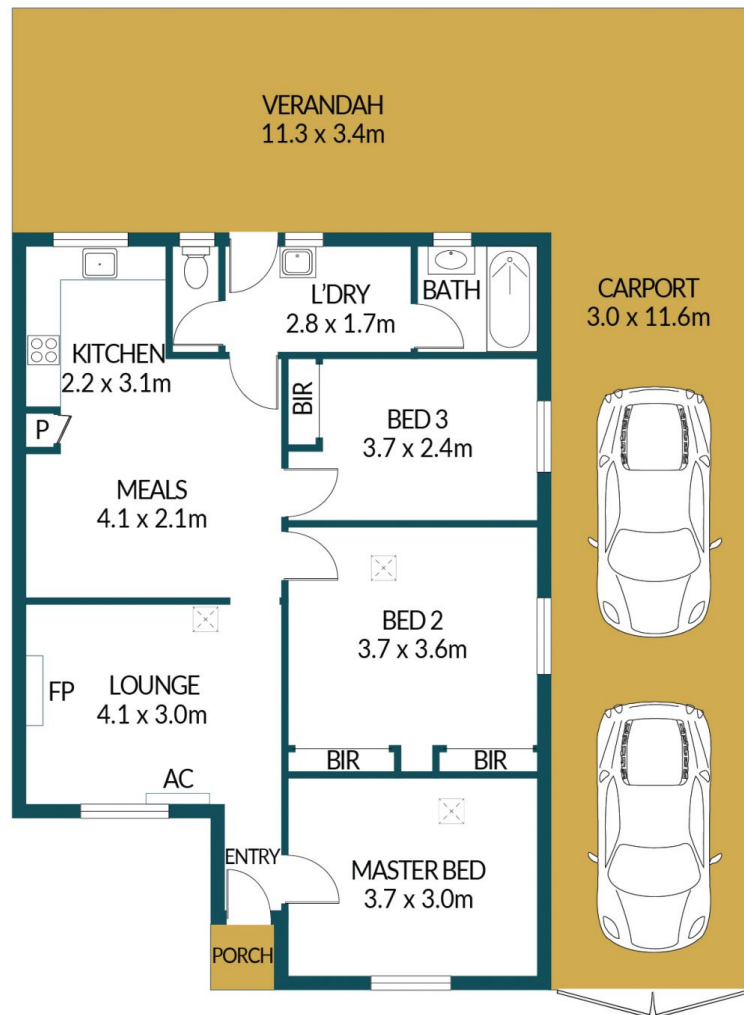 VERANDAH
11.3 x 3.4m
L'DRY
2.8 x 1.7m
BATH
CARPORT
3.0 x 11.6m
KITCHEN
2.2 x 3.1m
P
BIR
BED 3
3.7 x 2.4m
MEALS
4.1 x 2.1m
BED 2
3.7 x 3.6m
BIR
BIR
LOUNGE
4.1 x 3.0m
FP
AC
ENTRY
MASTER BED
3.7 x 3.0m
PORCH